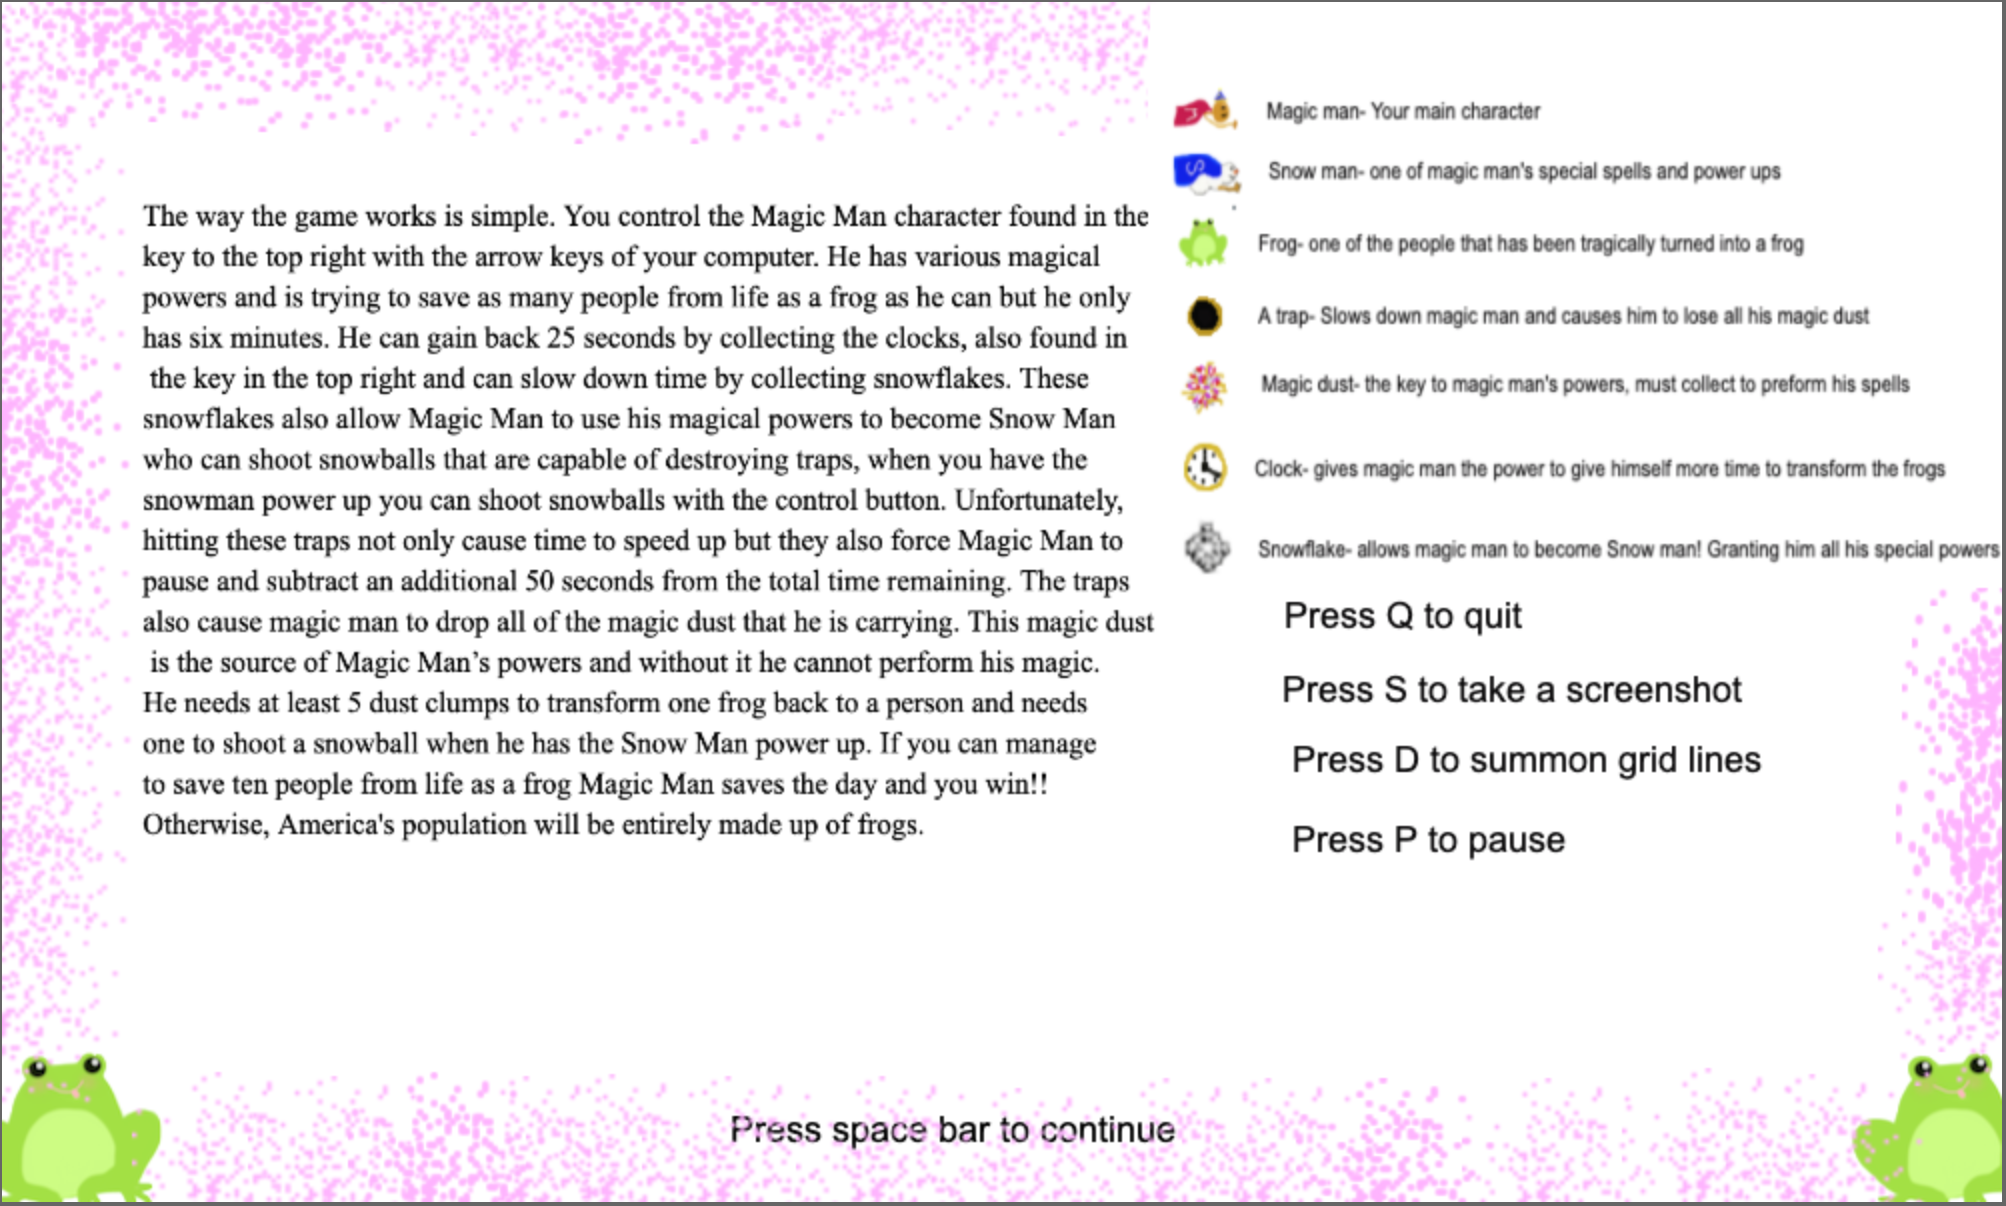 The way the game works is simple. You control the Magic Man character found in the
key to the top right with the arrow keys of your computer. He has various magical
powers and is trying to save as many people from life as a frog as he can but he only
has six minutes. He can gain back 25 seconds by collecting the clocks, also found in
the key in the top right and can slow down time by collecting snowflakes. These
snowflakes also allow Magic Man to use his magical powers to become Snow Man
who can shoot snowballs that are capable of destroying traps, when you have the
snowman power up you can shoot snowballs with the control button. Unfortunately,
hitting these traps not only cause time to speed up but they also force Magic Man to
pause and subtract an additional 50 seconds from the total time remaining. The traps
also cause magic man to drop all of the magic dust that he is carrying. This magic dust
is the source of Magic Man’s powers and without it he cannot perform his magic.
He needs at least 5 dust clumps to transform one frog back to a person and needs
one to shoot a snowball when he has the Snow Man power up. If you can manage
to save ten people from life as a frog Magic Man saves the day and you win!!
Otherwise, America's population will be entirely made up of frogs.
Magic man- Your main character
Snow man- one of magic man's special spells and power ups
Frog- one of the people that has been tragically turned into a frog
A trap- Slows down magic man and causes him to lose all his magic dust
Magic dust- the key to magic man's powers, must collect to preform his spells
Clock- gives magic man the power to give himself more time to transform the frogs
Snowflake- allows magic man to become Snow man! Granting him all his special powers
Press Q to quit
Press S to take a screenshot
Press D to summon grid lines
Press P to pause
Press space bar to continue